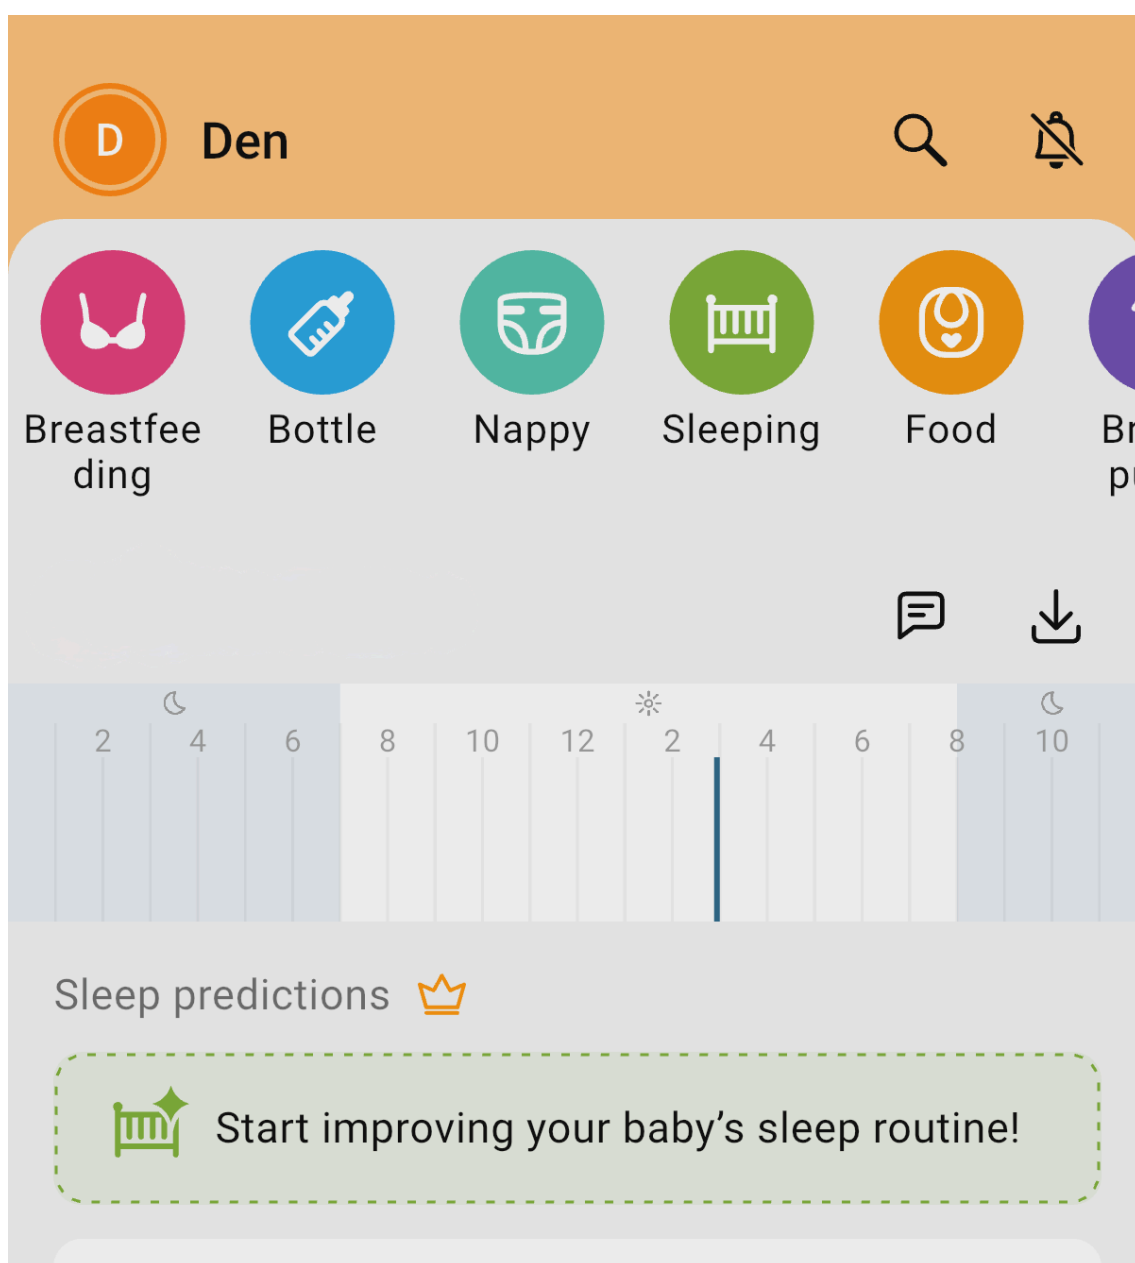 D
Den
Breastfee
ding
Bottle
Nappy
Sleeping
Food
2 4 6 8 10 12 2 4 6 8 10
Sleep predictions
Start improving your baby’s sleep routine!